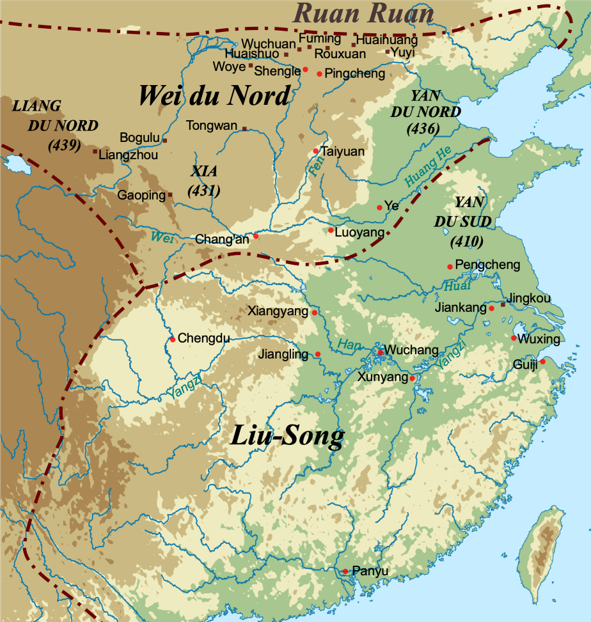 Ruan Ruan
Fuming
Wuchuan
Huaihuang
Huaishuo
Rouxuan
Yuyi
Woye
Shengle
Pingcheng
Wei du Nord
YAN
DU NORD
(436)
LIANG
DU NORD
(439)
Tongwan
Bogulu
Liangzhou
Taiyuan
Fen
Huang He
XIA
(431)
Gaoping
Ye
YAN
DU SUD
(410)
Wei
Chang'an
Luoyang
Pengcheng
Huai
Jingkou
Jiankang
Xiangyang
Chengdu
Han
Wuchang
Yangzi
Wuxing
Jiangling
Guiji
Xunyang
Yangzi
Liu-Song
Panyu